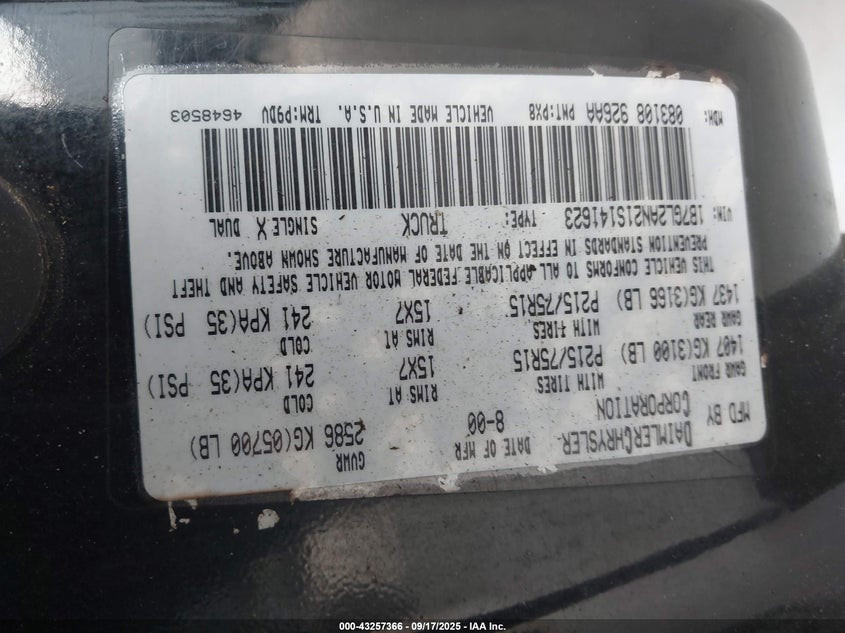 MFD BY DAIMLERCHRYSLER CORPORATION DATE OF MFR 8-00 GVWR 2586 KG(05700 LB)
GAWR FRONT 1407 KG(3100 LB) WITH TIRES P215/75R15 RIMS AT 15X7 COLD 241 KPA(35 PSI)
GAWR REAR 1437 KG(3166 LB) WITH TIRES P215/75R15 RIMS AT 15X7 COLD 241 KPA(35 PSI)
THIS VEHICLE CONFORMS TO ALL APPLICABLE FEDERAL MOTOR VEHICLE SAFETY AND THEFT
PREVENTION STANDARDS IN EFFECT ON THE DATE OF MANUFACTURE SHOWN ABOVE.
VIN: 1B7GL2AN21S141623 TYPE: TRUCK SINGLE X DUAL
MDH: 083108 926AA PNT:PX8 VEHICLE MADE IN U.S.A. TRM:P9DV 4648503
000-43257366 - 09/17/2025 - IAA Inc.